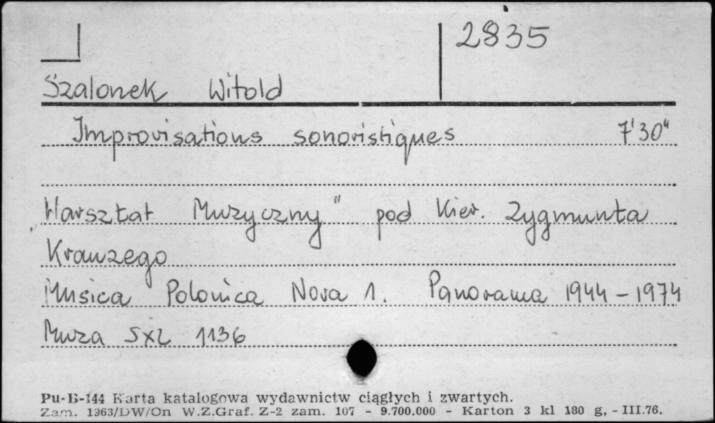 2835
Szalonek Witold
Improvisations sonoristiques 7'30"
"Warsztat Muzyczny" pod kier. Zygmunta
Krauzego
Musica Polonica Nova 1. Panorama 1944-1974
Muza SXL 1136
Pu-B-144 Karta katalogowa wydawnictw ciągłych i zwartych.
Zam. 1363/DW/On W.Z.Graf. Z-2 zam. 107 - 9.700.000 - Karton 3 kl 180 g, - III.76.